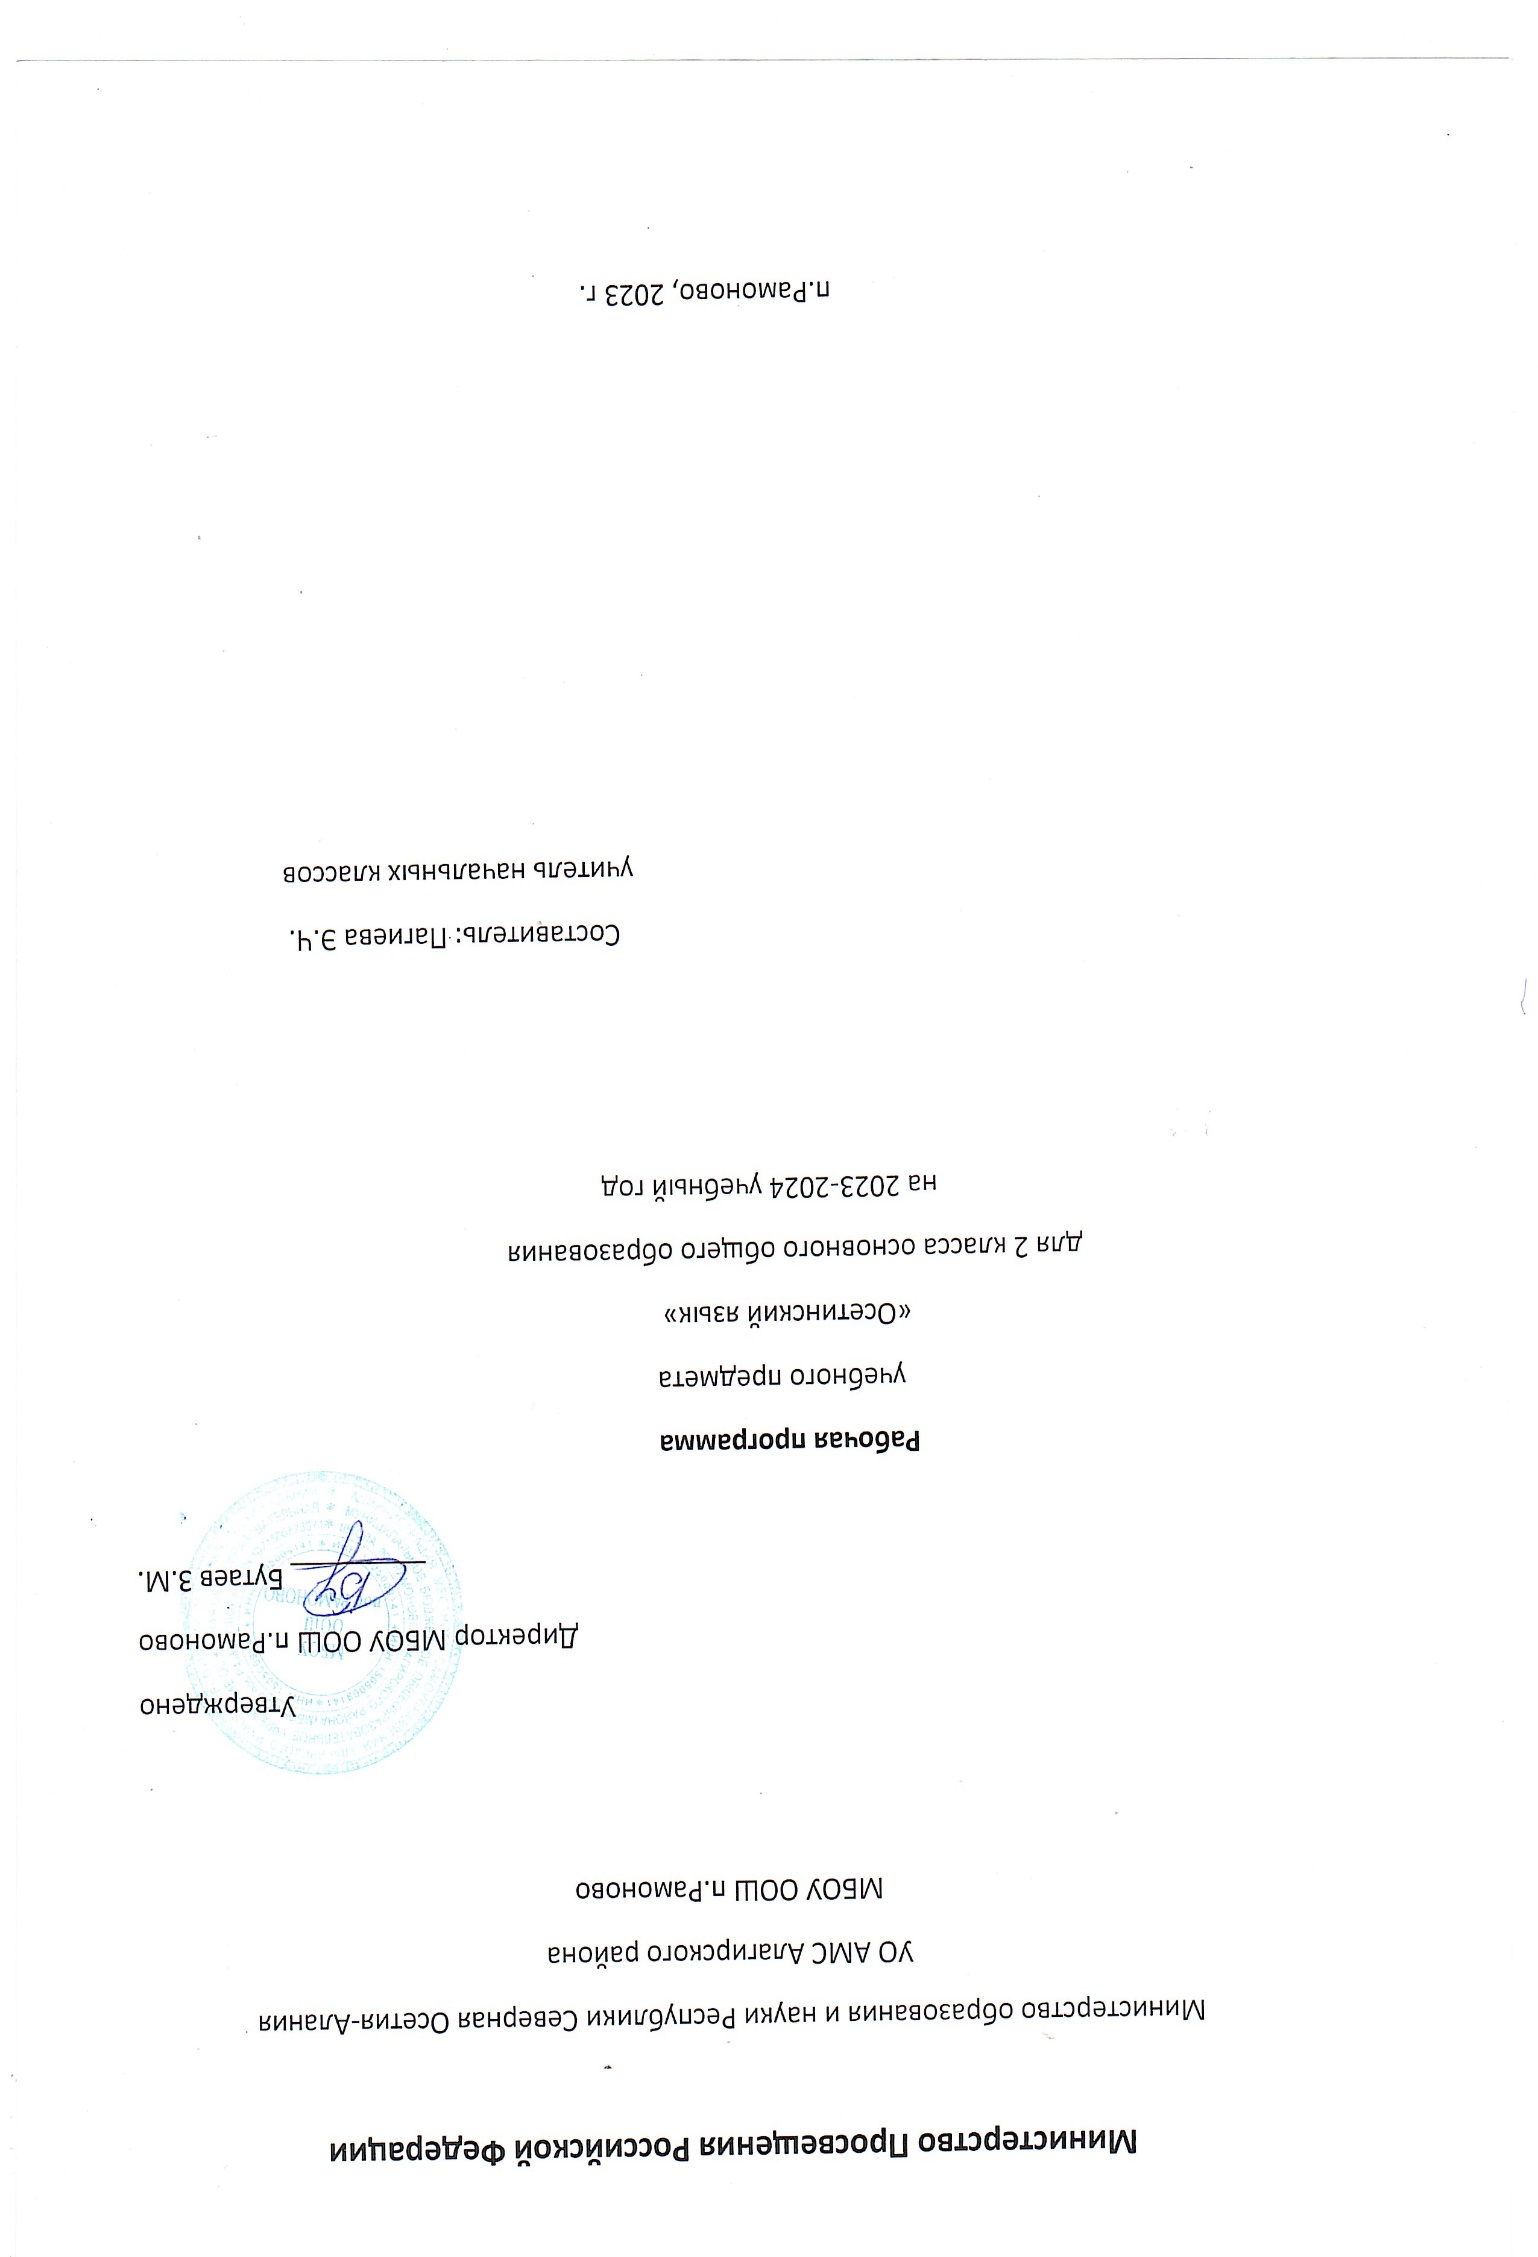 Министерство Просвещения Российской Федерации
Министерство образования и науки Республики Северная Осетия-Алания
УО АМС Алагирского района
МБОУ ООШ п.Рамоново
Утверждено
Директор МБОУ ООШ п.Рамоново
Бутаев З.М.
Рабочая программа
учебного предмета
«Осетинский язык»
для 2 класса основного общего образования
на 2023-2024 учебный год
Составитель: Пагиева Э.Ч.
учитель начальных классов
п.Рамоново, 2023 г.